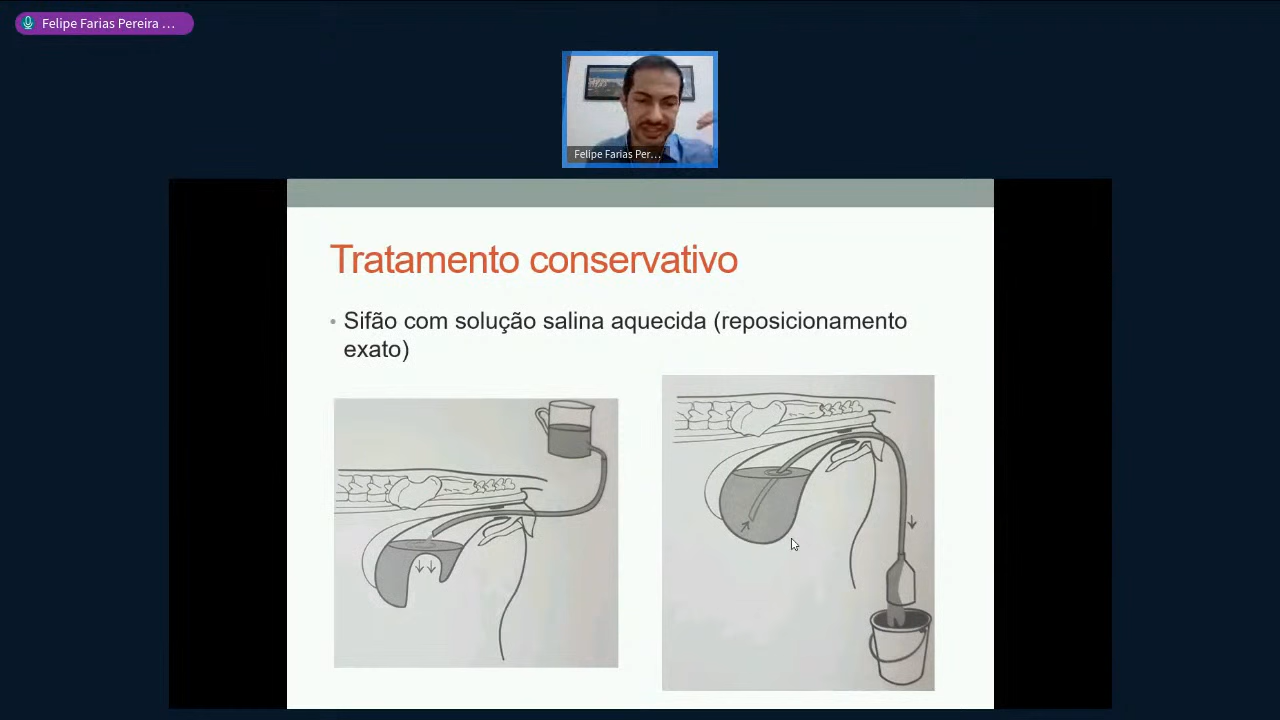 Felipe Farias Pereira ...
Felipe Farias Per...
Tratamento conservativo
• Sifão com solução salina aquecida (reposicionamento
exato)